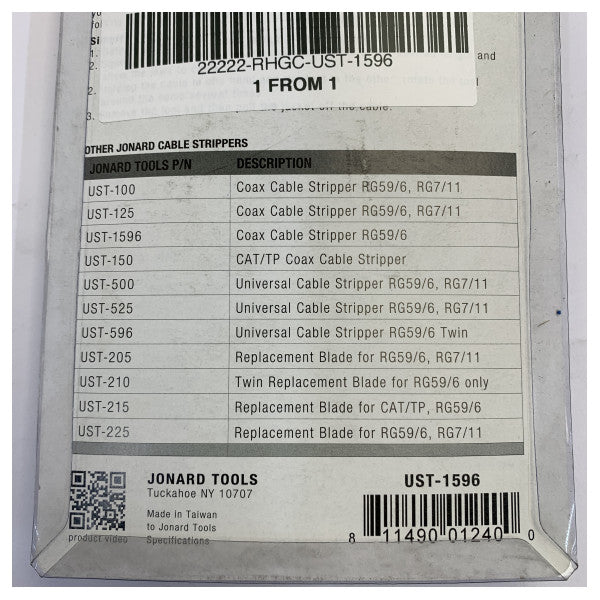 22222-RHGC-UST-1596
1 FROM 1
and
jacket off the cable.
3.
OTHER JONARD CABLE STRIPPERS
JONARD TOOLS P/N DESCRIPTION
UST-100 Coax Cable Stripper RG59/6, RG7/11
UST-125 Coax Cable Stripper RG59/6, RG7/11
UST-1596 Coax Cable Stripper RG59/6
UST-150 CAT/TP Coax Cable Stripper
UST-500 Universal Cable Stripper RG59/6, RG7/11
UST-525 Universal Cable Stripper RG59/6, RG7/11
UST-596 Universal Cable Stripper RG59/6 Twin
UST-205 Replacement Blade for RG59/6, RG7/11
UST-210 Twin Replacement Blade for RG59/6 only
UST-215 Replacement Blade for CAT/TP, RG59/6
UST-225 Replacement Blade for RG59/6, RG7/11
JONARD TOOLS
Tuckahoe NY 10707
Made in Taiwan
to Jonard Tools
Specifications
product video
UST-1596
8 11490 01240 0